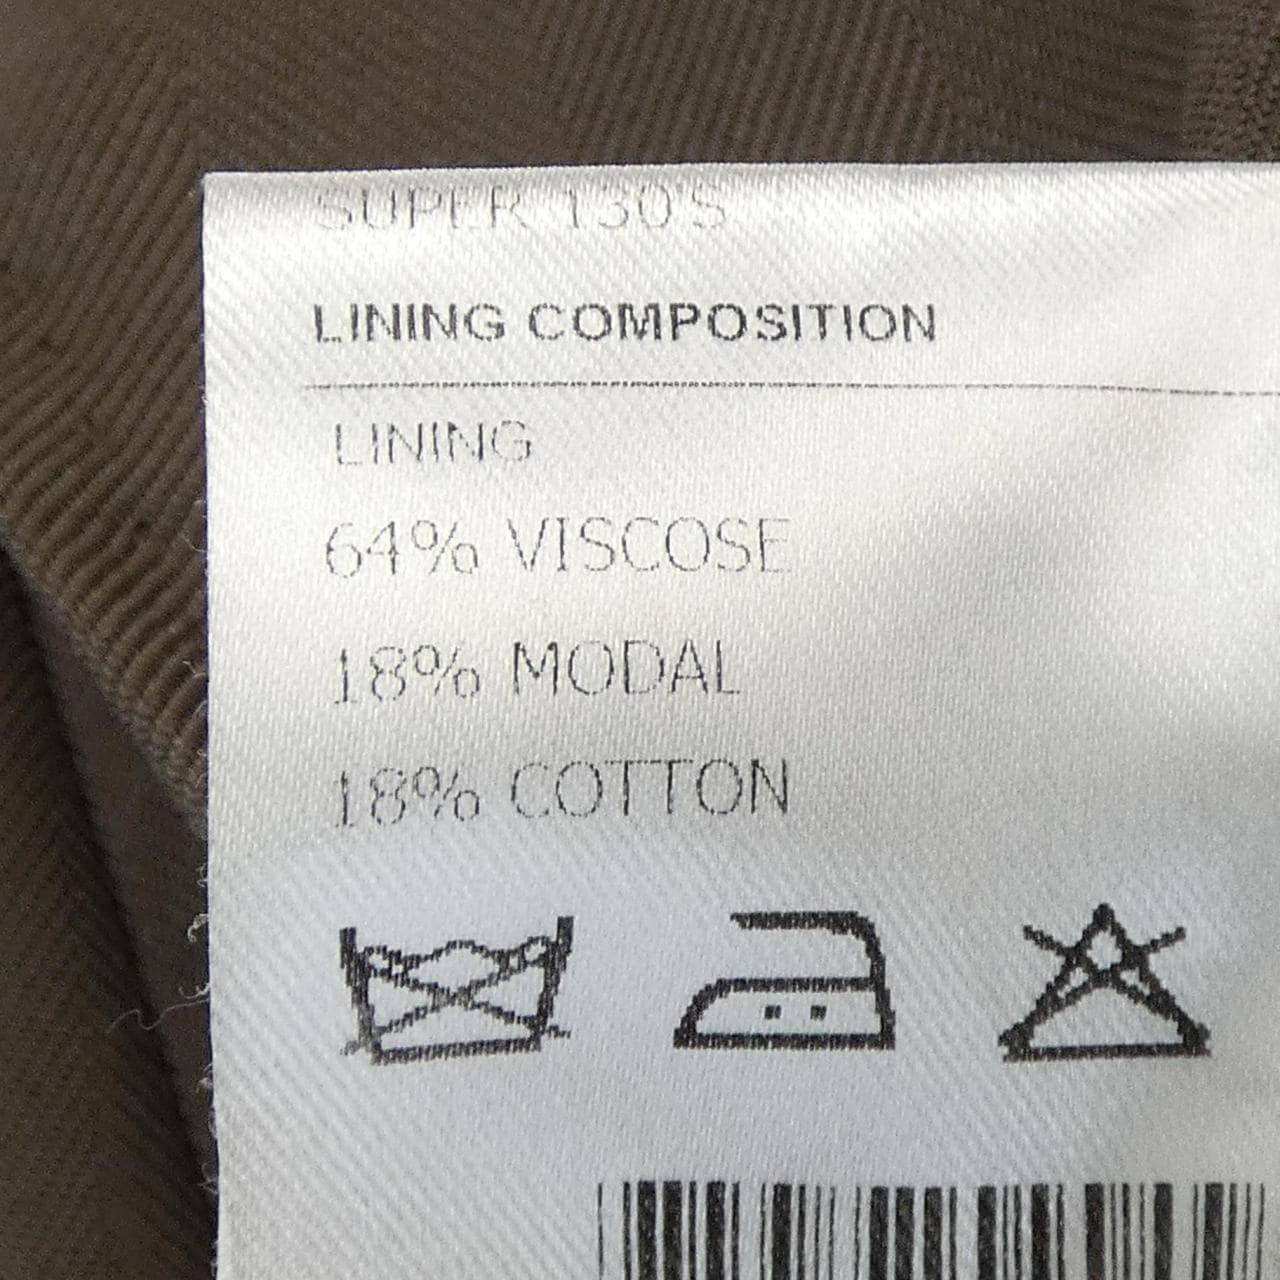 SUPER 130'S
LINING COMPOSITION
LINING
64% VISCOSE
18% MODAL
18% COTTON